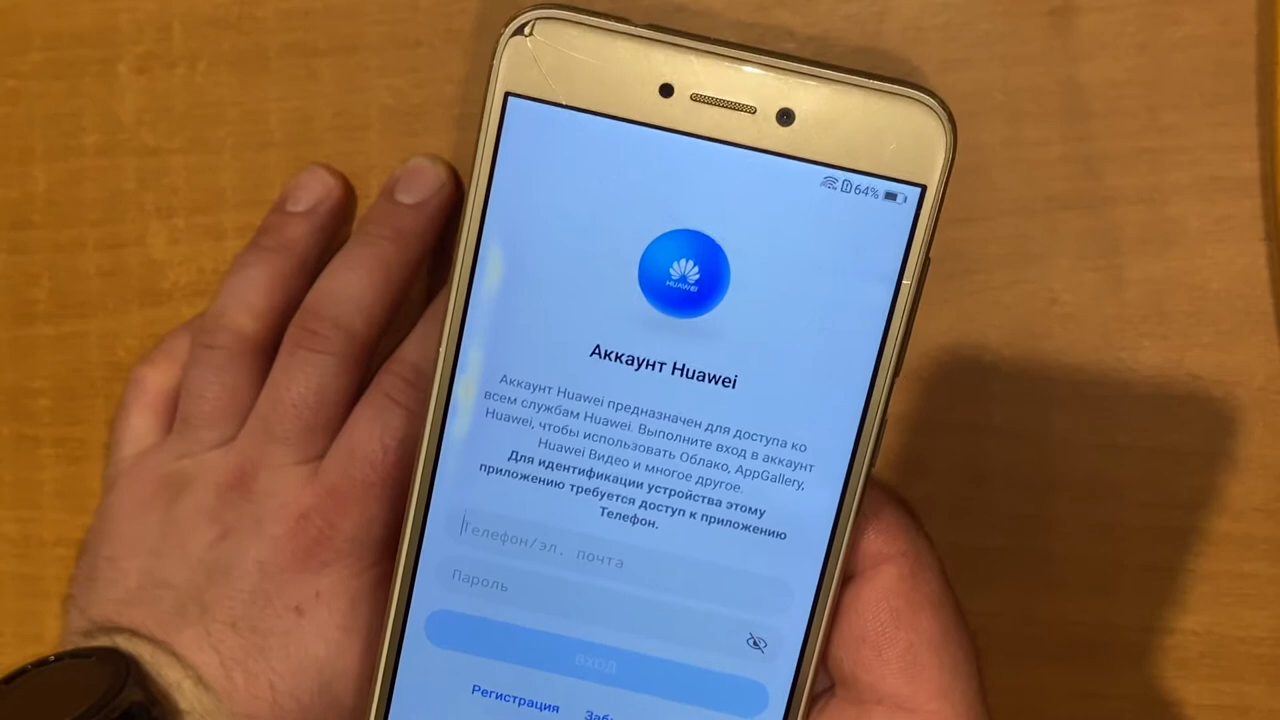 64%
HUAWEI
Аккаунт Huawei
Аккаунт Huawei предназначен для доступа ко
всем службам Huawei. Выполните вход в аккаунт
Huawei, чтобы использовать Облако, AppGallery,
Huawei Видео и многое другое.
Для идентификации устройства этому
приложению требуется доступ к приложению
Телефон.
Телефон/эл. почта
Пароль
ВХОД
Регистрация